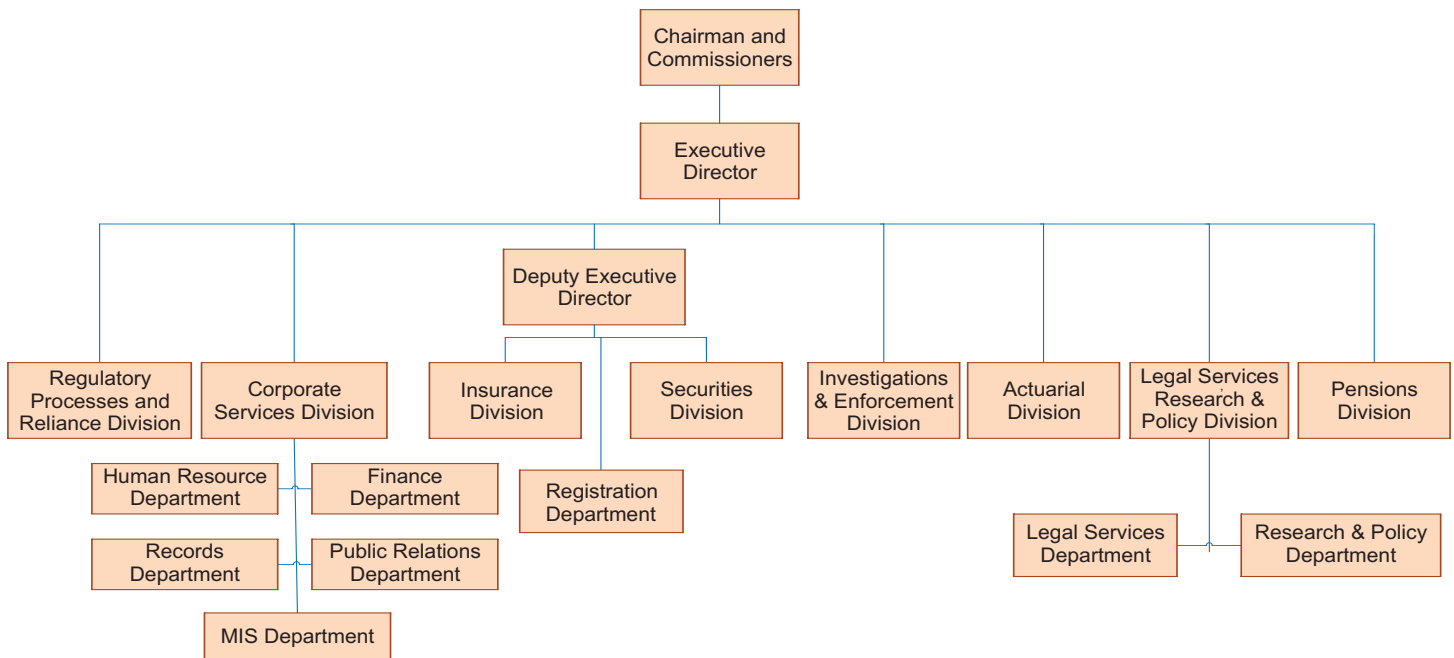 Chairman and
Commissioners
Executive
Director
Deputy Executive
Director
Regulatory
Processes and
Reliance Division
Corporate
Services Division
Insurance
Division
Securities
Division
Investigations
& Enforcement
Division
Actuarial
Division
Legal Services
Research &
Policy Division
Pensions
Division
Human Resource
Department
Finance
Department
Registration
Department
Records
Department
Public Relations
Department
Legal Services
Department
Research & Policy
Department
MIS Department